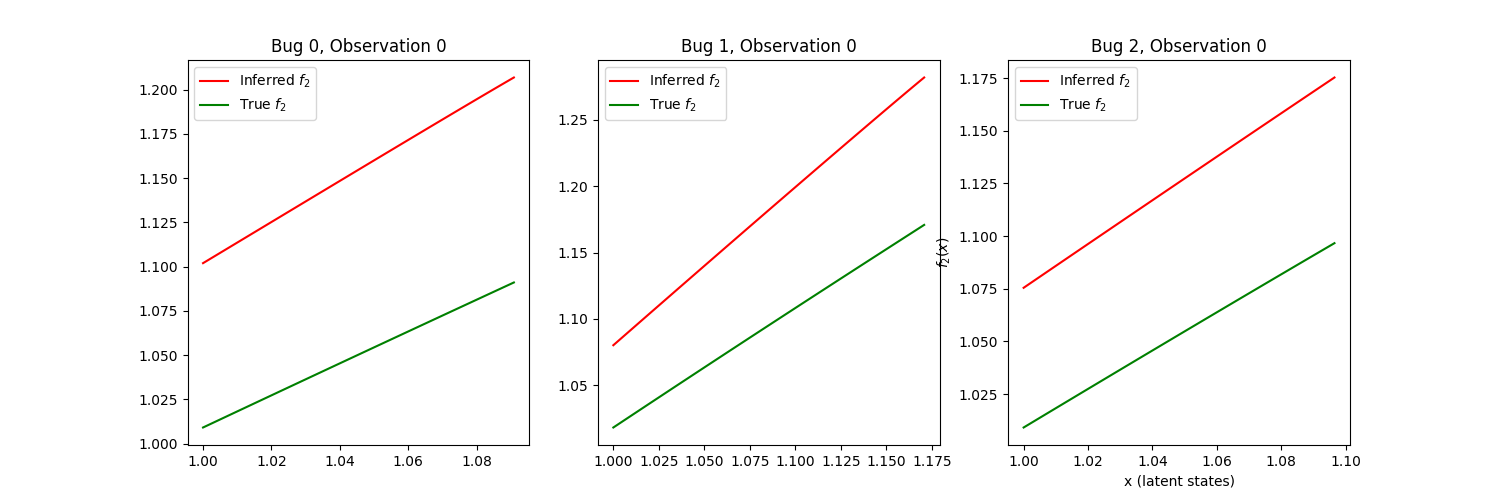 Bug 0, Observation 0
Inferred f₂
True f₂
1.200
1.175
1.150
1.125
1.100
1.075
1.050
1.025
1.000
1.00 1.02 1.04 1.06 1.08
Bug 1, Observation 0
Inferred f₂
True f₂
1.25
1.20
1.15
1.10
1.05
1.000 1.025 1.050 1.075 1.100 1.125 1.150 1.175
Bug 2, Observation 0
Inferred f₂
True f₂
f₂(x)
1.175
1.150
1.125
1.100
1.075
1.050
1.025
1.00 1.02 1.04 1.06 1.08 1.10
x (latent states)